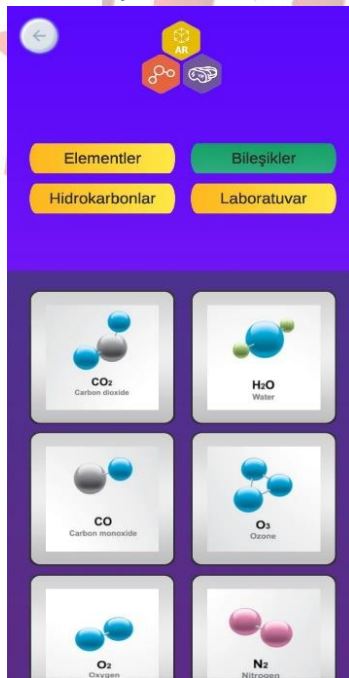 AR
Elementler
Bileşikler
Hidrokarbonlar
Laboratuvar
CO₂
Carbon dioxide
H₂O
Water
CO
Carbon monoxide
O₃
Ozone
O₂
Oxygen
N₂
Nitrogen